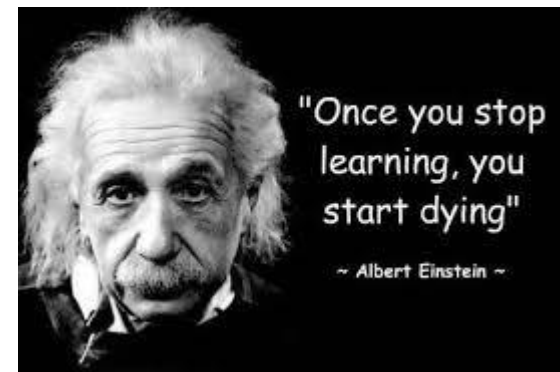 "Once you stop
learning, you
start dying"
~ Albert Einstein ~